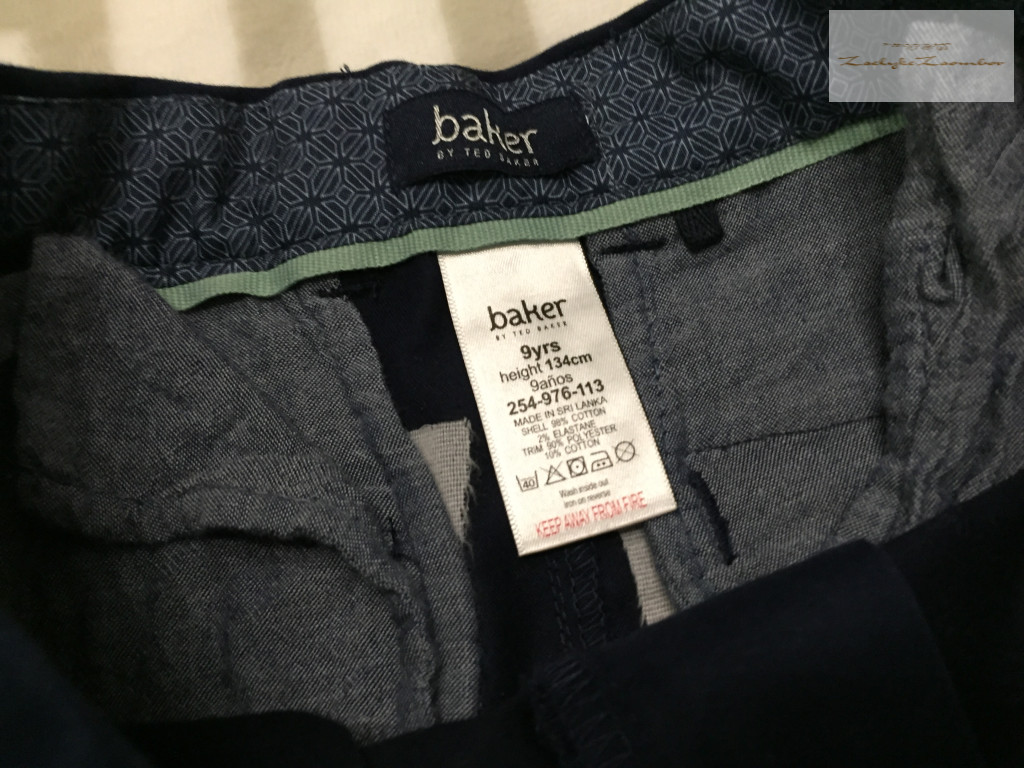 baker
BY TED BAKER
baker
BY TED BAKER
9yrs
height 134cm
9años
254-976-113
MADE IN SRI LANKA
SHELL 98% COTTON
2% ELASTANE
TRIM 90% POLYESTER
10% COTTON
40
Wash inside out
iron on reverse
KEEP AWAY FROM FIRE